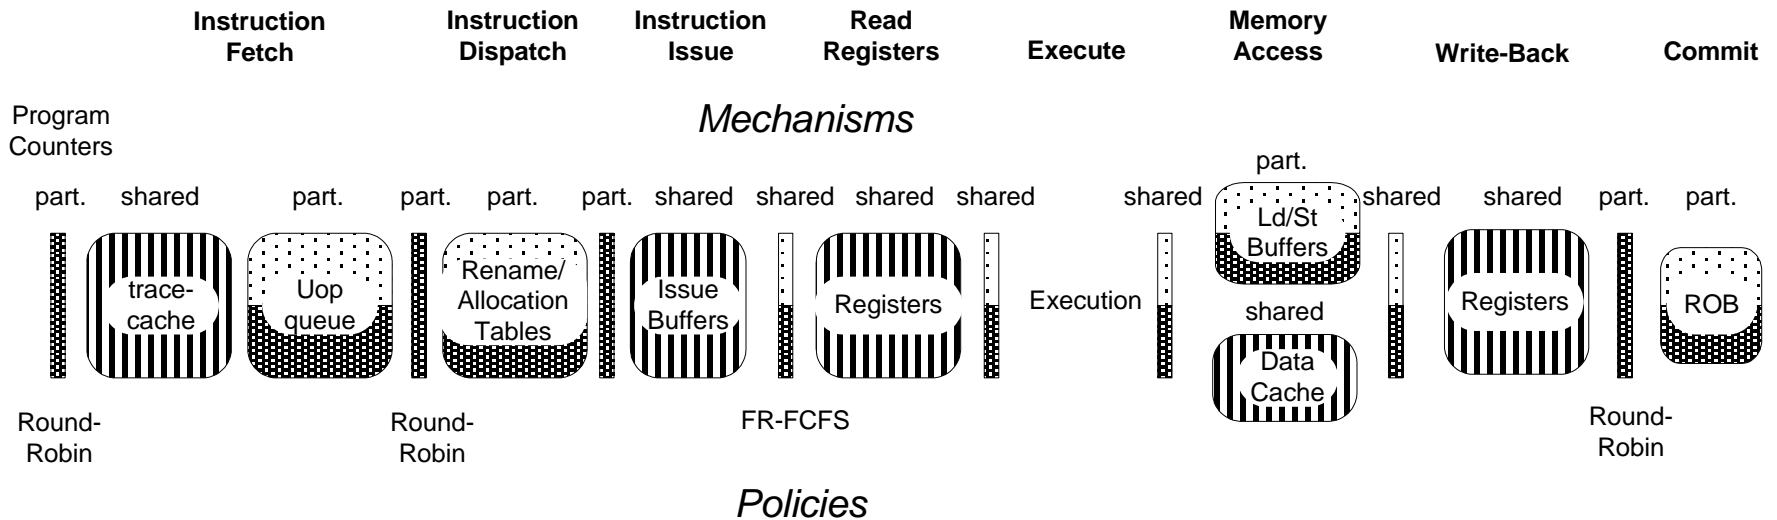 Instruction
Fetch
Instruction
Dispatch
Instruction
Issue
Read
Registers
Execute
Memory
Access
Write-Back
Commit
Program
Counters
Mechanisms
part.
part. shared part. part. part. part. shared shared shared shared shared shared shared part. part.
trace-
cache
Uop
queue
Rename/
Allocation
Tables
Issue
Buffers
Registers
Execution
Ld/St
Buffers
shared
Data
Cache
Registers
ROB
Round-
Robin
Round-
Robin
FR-FCFS
Round-
Robin
Policies